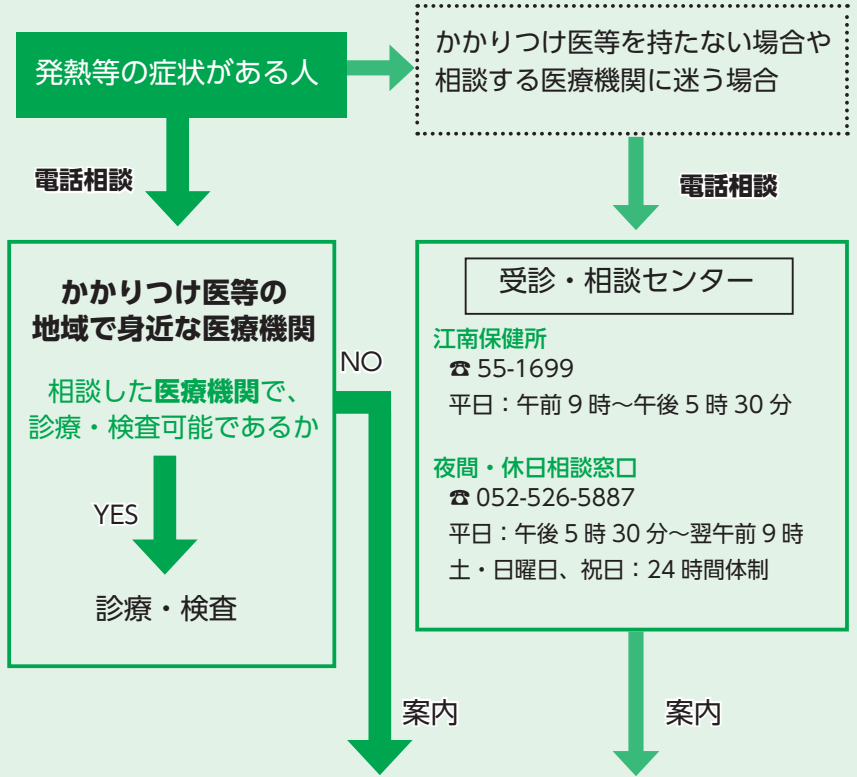 発熱等の症状がある人
かかりつけ医等を持たない場合や
相談する医療機関に迷う場合
電話相談
電話相談
かかりつけ医等の
地域で身近な医療機関
相談した医療機関で、
診療・検査可能であるか
NO
YES
診療・検査
受診・相談センター
江南保健所
☎ 55-1699
平日：午前 9 時～午後 5 時 30 分
夜間・休日相談窓口
☎ 052-526-5887
平日：午後 5 時 30 分～翌午前 9 時
土・日曜日、祝日：24 時間体制
案内
案内